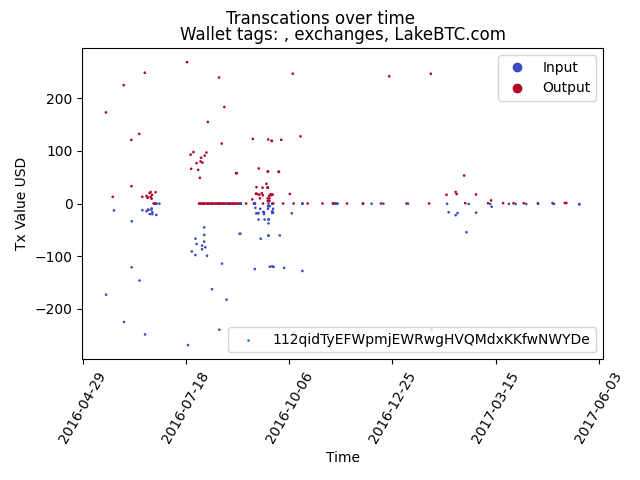 Transcations over time
Wallet tags: , exchanges, LakeBTC.com
Input
Output
Tx Value USD
200
100
0
−100
−200
112qidTyEFWpmjEWRwgHVQMdxKKfwNWYDe
2016-04-29
2016-07-18
2016-10-06
2016-12-25
2017-03-15
2017-06-03
Time